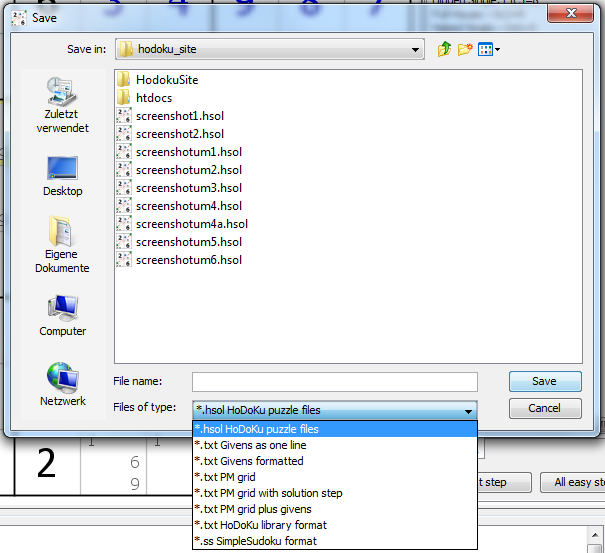 Save
Save in: hodoku_site
HodokuSite
htdocs
screenshot1.hsol
screenshot2.hsol
screenshotum1.hsol
screenshotum2.hsol
screenshotum3.hsol
screenshotum4.hsol
screenshotum4a.hsol
screenshotum5.hsol
screenshotum6.hsol
Zuletzt
verwendet
Desktop
Eigene
Dokumente
Computer
Netzwerk
File name:
Save
Files of type: *.hsol HoDoKu puzzle files
Cancel
*.hsol HoDoKu puzzle files
*.txt Givens as one line
*.txt Givens formatted
*.txt PM grid
*.txt PM grid with solution step
*.txt PM grid plus givens
*.txt HoDoKu library format
*.ss SimpleSudoku format
1 1
2 6
9
step
All easy st